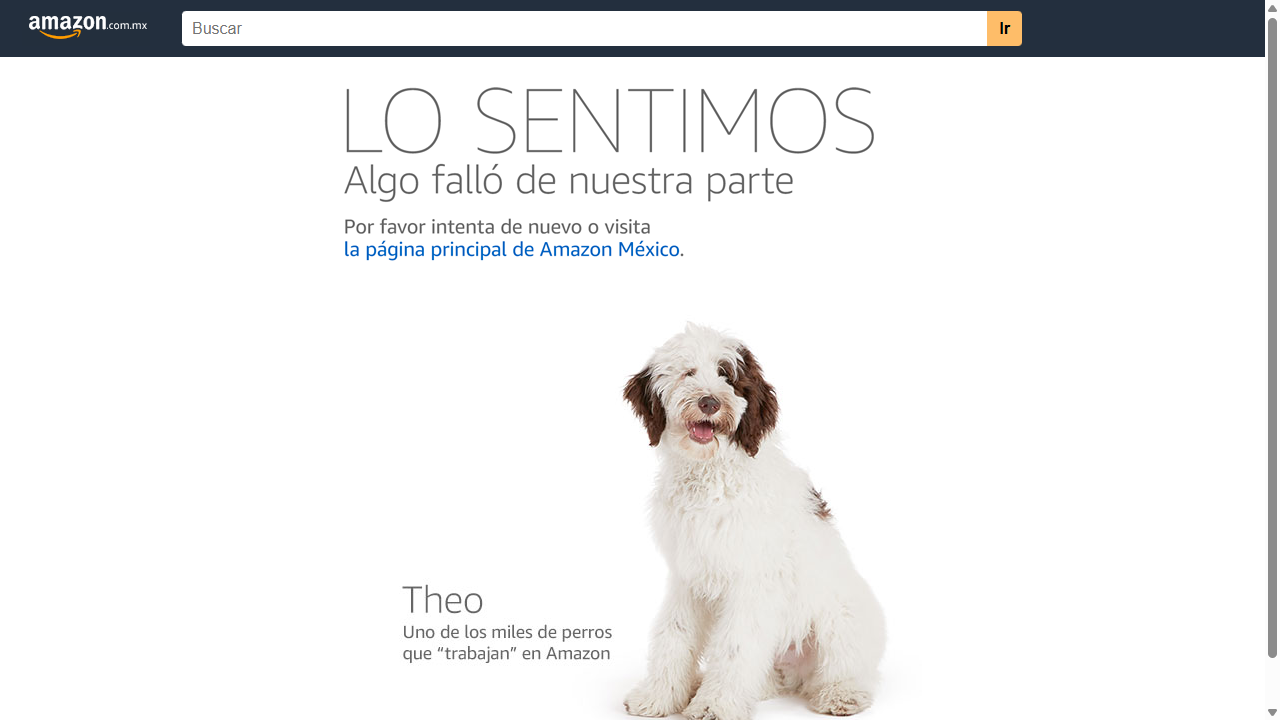 amazon.com.mx
Buscar
Ir
LO SENTIMOS
Algo falló de nuestra parte
Por favor intenta de nuevo o visita
la página principal de Amazon México.
Theo
Uno de los miles de perros
que “trabajan” en Amazon